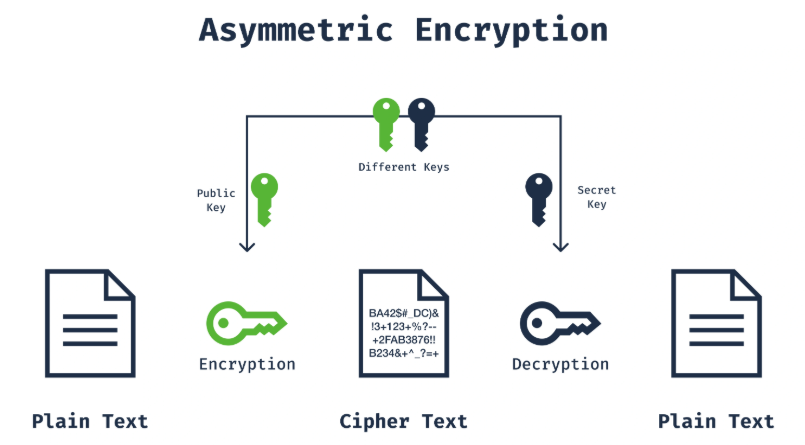 Asymmetric Encryption
Different Keys
Public
Key
Secret
Key
BA42$#_DC)&
!3+123+%?--
+2FAB3876!!
B234&+^_?=+
Encryption
Decryption
Plain Text
Cipher Text
Plain Text